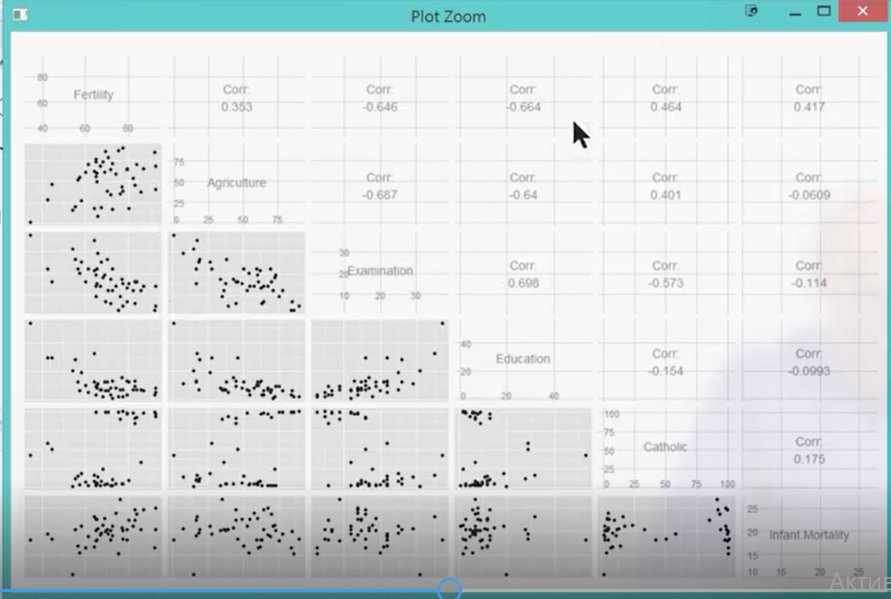 Plot Zoom
80
60
40 60 80
Fertility
Corr:
0.353
Corr:
-0.646
Corr:
-0.664
Corr:
0.464
Corr:
0.417
75
50
25
0 25 50 75
Agriculture
Corr:
-0.687
Corr:
-0.64
Corr:
0.401
Corr:
-0.0609
30
20
10 20 30
Examination
Corr:
0.698
Corr:
-0.573
Corr:
-0.114
40
20
0 20 40
Education
Corr:
-0.154
Corr:
-0.0993
100
75
50
25
0 25 50 75 100
Catholic
Corr:
0.175
25
20
15
10 15 20 25
Infant Mortality
Актив